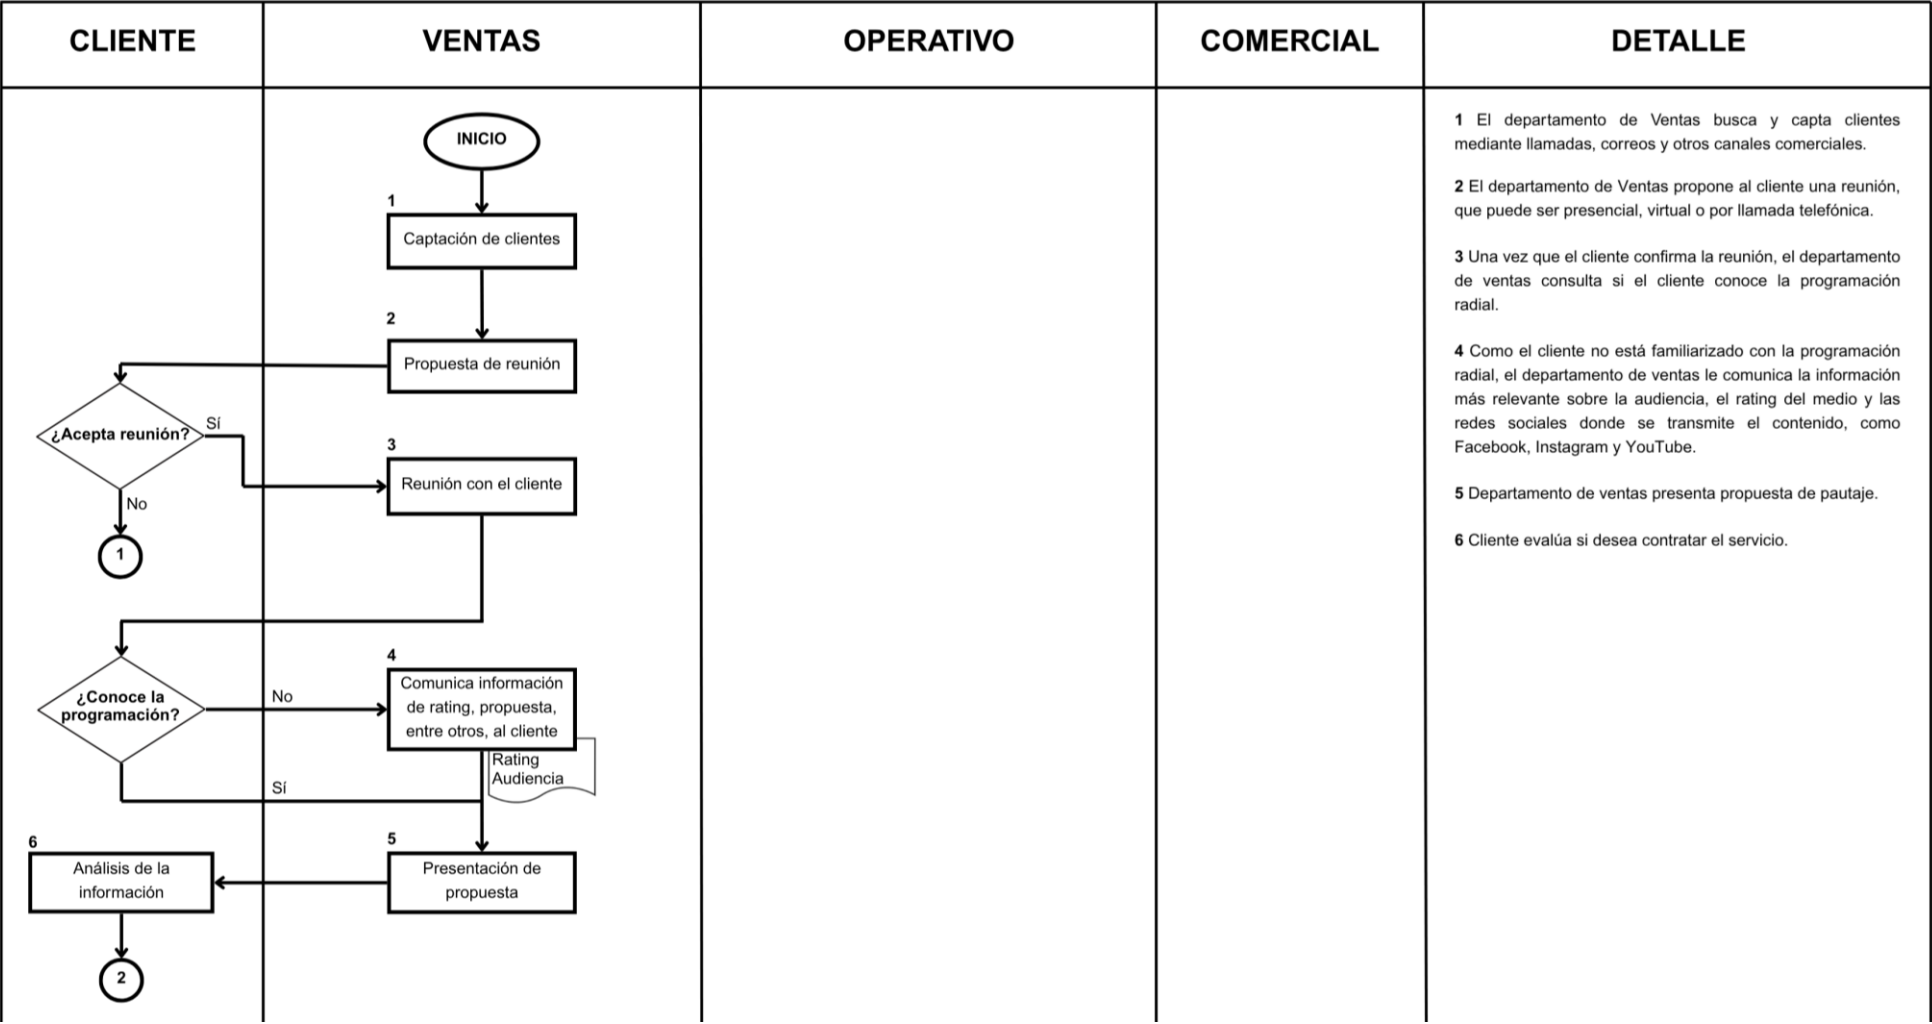 CLIENTE
VENTAS
OPERATIVO
COMERCIAL
DETALLE
INICIO
1
Captación de clientes
2
Propuesta de reunión
¿Acepta reunión?
Sí
No
1
3
Reunión con el cliente
¿Conoce la
programación?
No
Sí
4
Comunica información
de rating, propuesta,
entre otros, al cliente
Rating
Audiencia
5
Presentación de
propuesta
6
Análisis de la
información
2
1 El departamento de Ventas busca y capta clientes
mediante llamadas, correos y otros canales comerciales.
2 El departamento de Ventas propone al cliente una reunión,
que puede ser presencial, virtual o por llamada telefónica.
3 Una vez que el cliente confirma la reunión, el departamento
de ventas consulta si el cliente conoce la programación
radial.
4 Como el cliente no está familiarizado con la programación
radial, el departamento de ventas le comunica la información
más relevante sobre la audiencia, el rating del medio y las
redes sociales donde se transmite el contenido, como
Facebook, Instagram y YouTube.
5 Departamento de ventas presenta propuesta de pautaje.
6 Cliente evalúa si desea contratar el servicio.